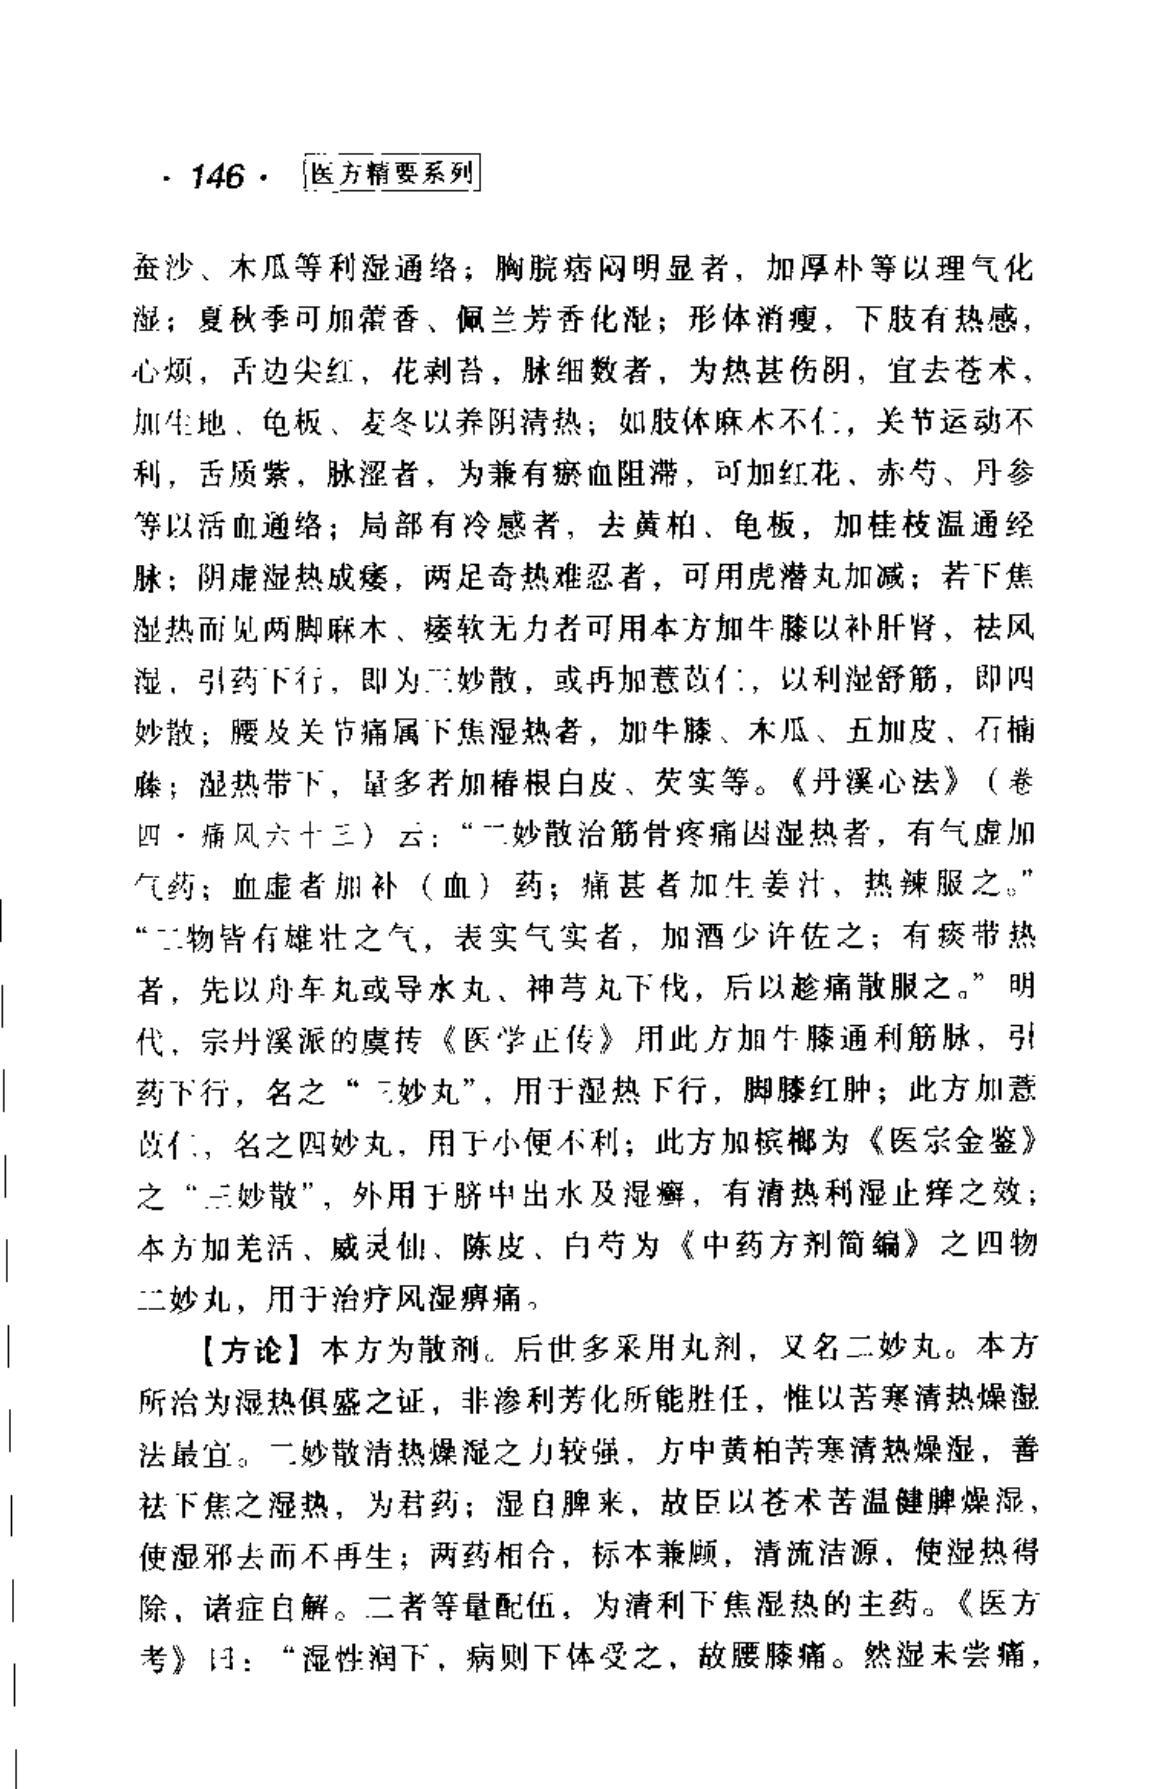 · 146 · 医方精要系列
蚕沙、木瓜等利湿通络；胸脘痞闷明显者，加厚朴等以理气化
湿；夏秋季可加藿香、佩兰芳香化湿；形体消瘦，下肢有热感，
心烦，舌边尖红，花剥苔，脉细数者，为热甚伤阴，宜去苍术，
加生地、龟板、麦冬以养阴清热；如肢体麻木不仁，关节运动不
利，舌质紫，脉涩者，为兼有瘀血阻滞，可加红花、赤芍、丹参
等以活血通络；局部有冷感者，去黄柏、龟板，加桂枝温通经
脉；阴虚湿热成痿，两足奇热难忍者，可用虎潜丸加减；若下焦
湿热而见两脚麻木、痿软无力者可用本方加牛膝以补肝肾，祛风
湿，引药下行，即为三妙散，或再加薏苡仁，以利湿舒筋，即四
妙散；腰及关节痛属下焦湿热者，加牛膝、木瓜、五加皮、石楠
藤；湿热带下，量多者加椿根白皮、芡实等。《丹溪心法》（卷
四·痛风六十三）云：“二妙散治筋骨疼痛因湿热者，有气虚加
气药；血虚者加补（血）药；痛甚者加生姜汁，热辣服之。”
“二物皆有雄壮之气，表实气实者，加酒少许佐之；有痰带热
者，先以舟车丸或导水丸、神芎丸下伐，后以趁痛散服之。”明
代，宗丹溪派的虞抟《医学正传》用此方加牛膝通利筋脉，引
药下行，名之“三妙丸”，用于湿热下行，脚膝红肿；此方加薏
苡仁，名之四妙丸，用于小便不利；此方加槟榔为《医宗金鉴》
之“三妙散”，外用于脐中出水及湿癣，有清热利湿止痒之效；
本方加羌活、威灵仙、陈皮、白芍为《中药方剂简编》之四物
二妙丸，用于治疗风湿痹痛。
【方论】本方为散剂。后世多采用丸剂，又名二妙丸。本方
所治为湿热俱盛之证，非渗利芳化所能胜任，惟以苦寒清热燥湿
法最宜。二妙散清热燥湿之力较强，方中黄柏苦寒清热燥湿，善
祛下焦之湿热，为君药；湿自脾来，故臣以苍术苦温健脾燥湿，
使湿邪去而不再生；两药相合，标本兼顾，清流洁源，使湿热得
除，诸症自解。二者等量配伍，为清利下焦湿热的主药。《医方
考》曰：“湿性润下，病则下体受之，故腰膝痛。然湿未尝痛，